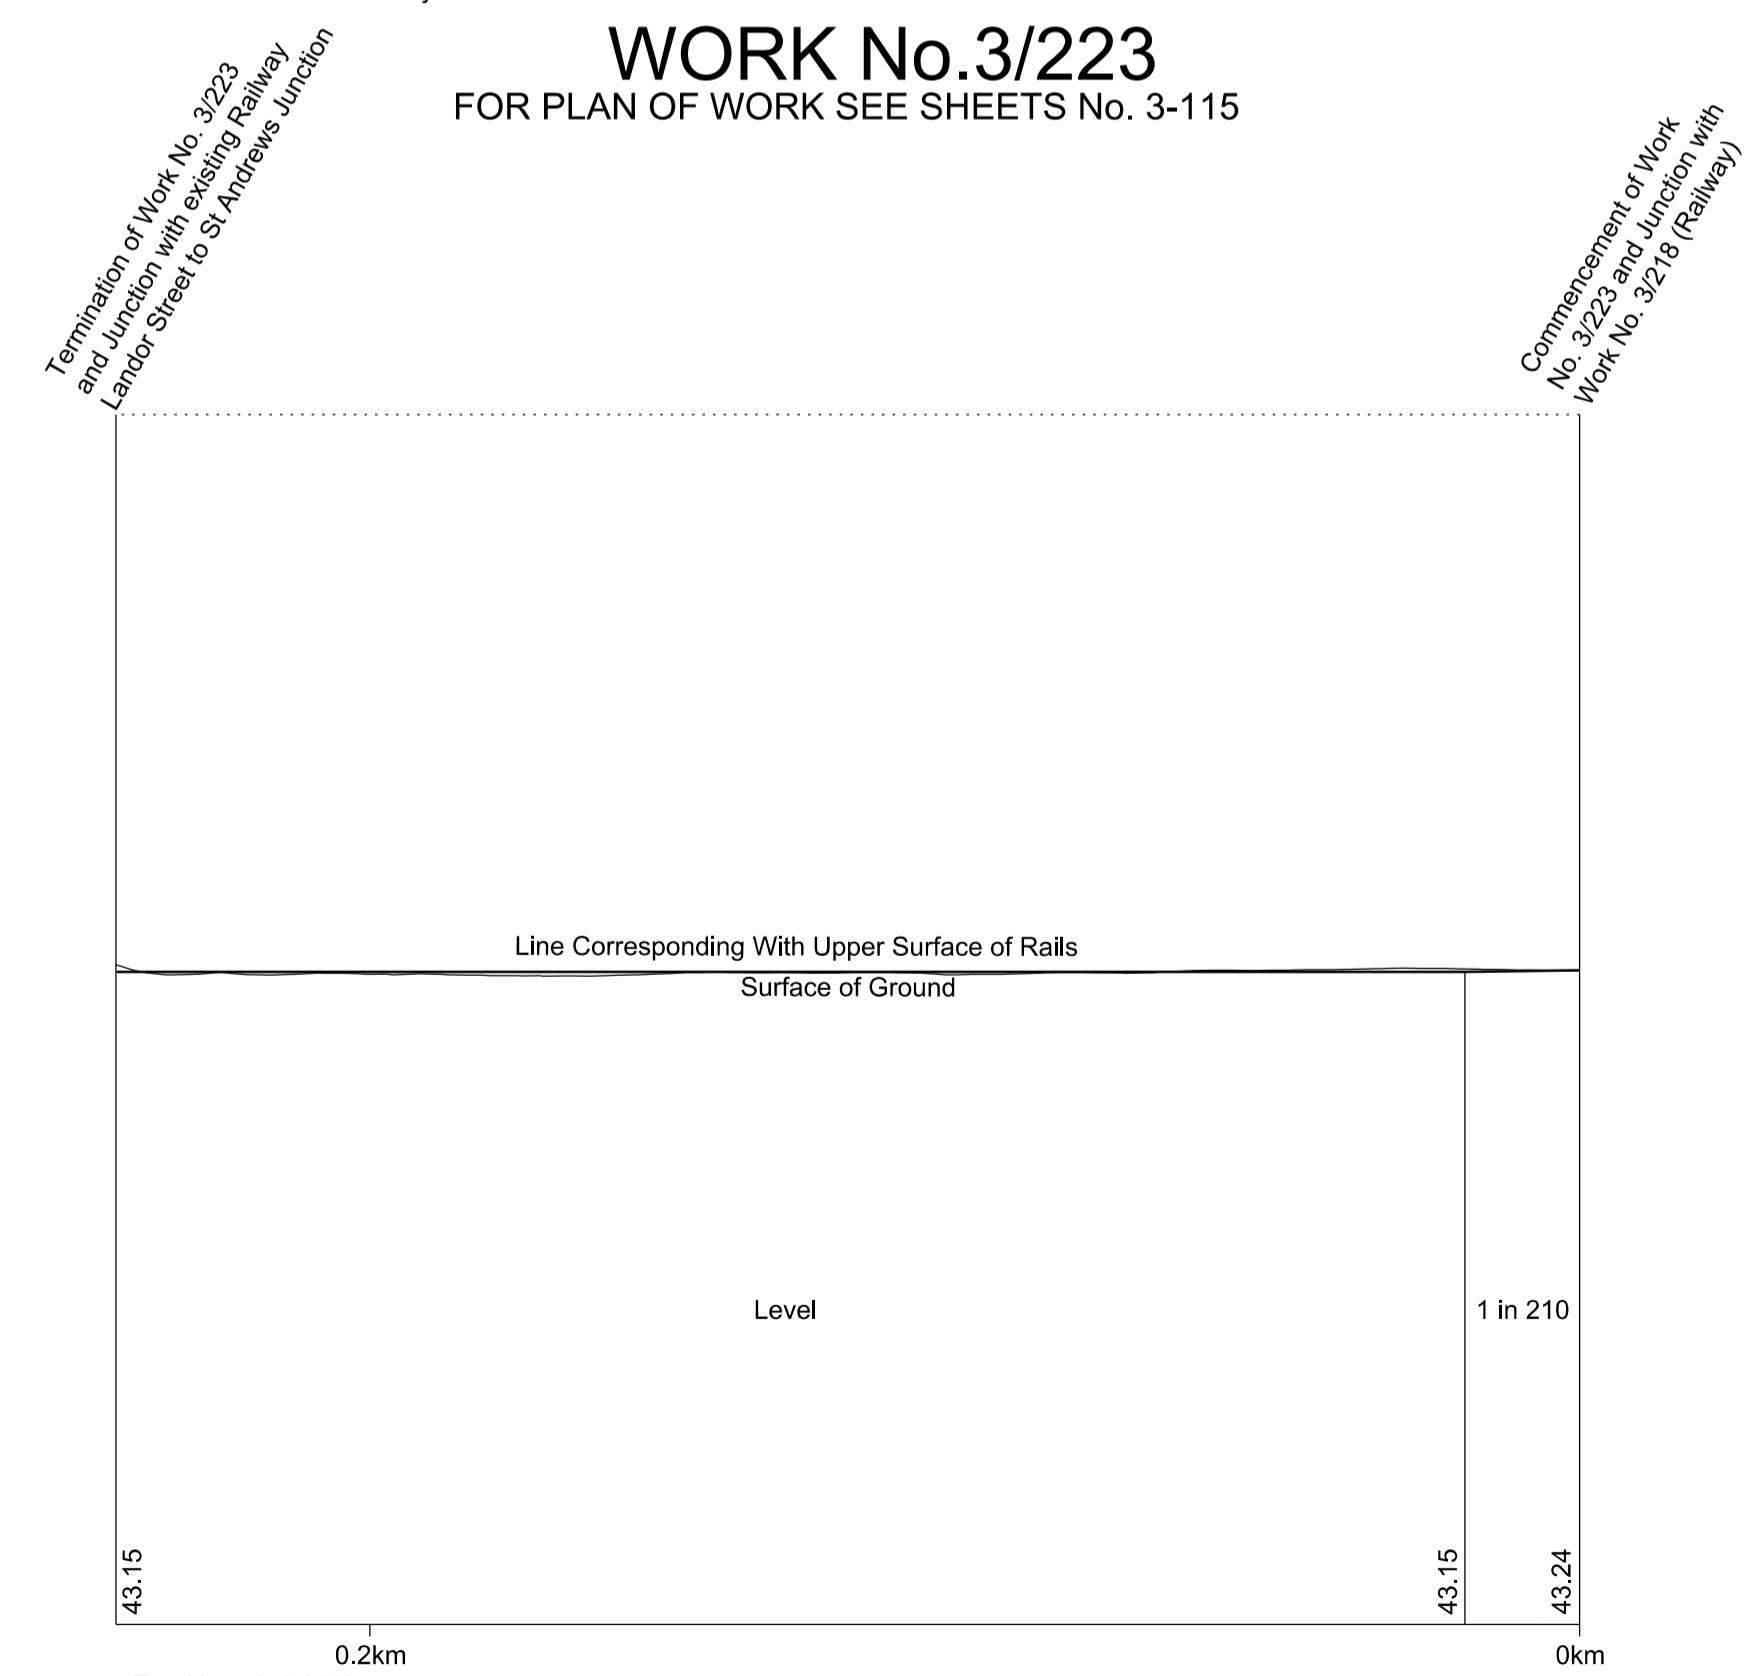 WORK No.3/223
FOR PLAN OF WORK SEE SHEETS No. 3-115
Termination of Work No. 3/223
and Junction with existing Railway
Landor Street to St Andrews Junction
Commencement of Work
No. 3/223 and Junction with
Work No. 3/218 (Railway)
Line Corresponding With Upper Surface of Rails
Surface of Ground
Level
1 in 210
43.15
43.15
43.24
0.2km
0km